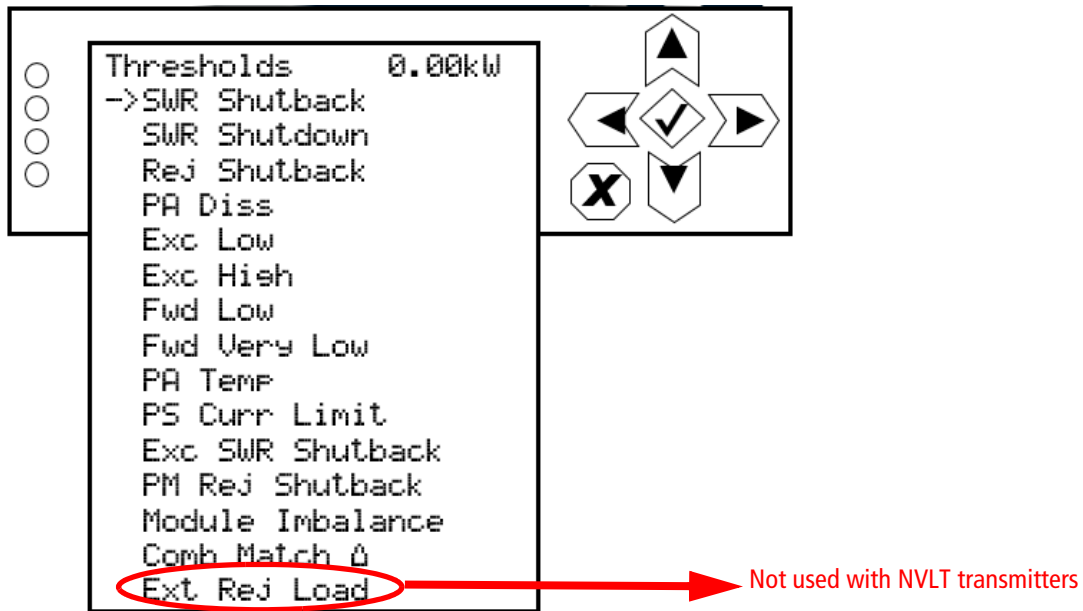 Thresholds 0.00kW
->SWR Shutback
SWR Shutdown
Rej Shutback
PA Diss
Exc Low
Exc High
Fwd Low
Fwd Very Low
PA Temp
PS Curr Limit
Exc SWR Shutback
PM Rej Shutback
Module Imbalance
Comb Match Δ
Ext Rej Load
Not used with NVLT transmitters